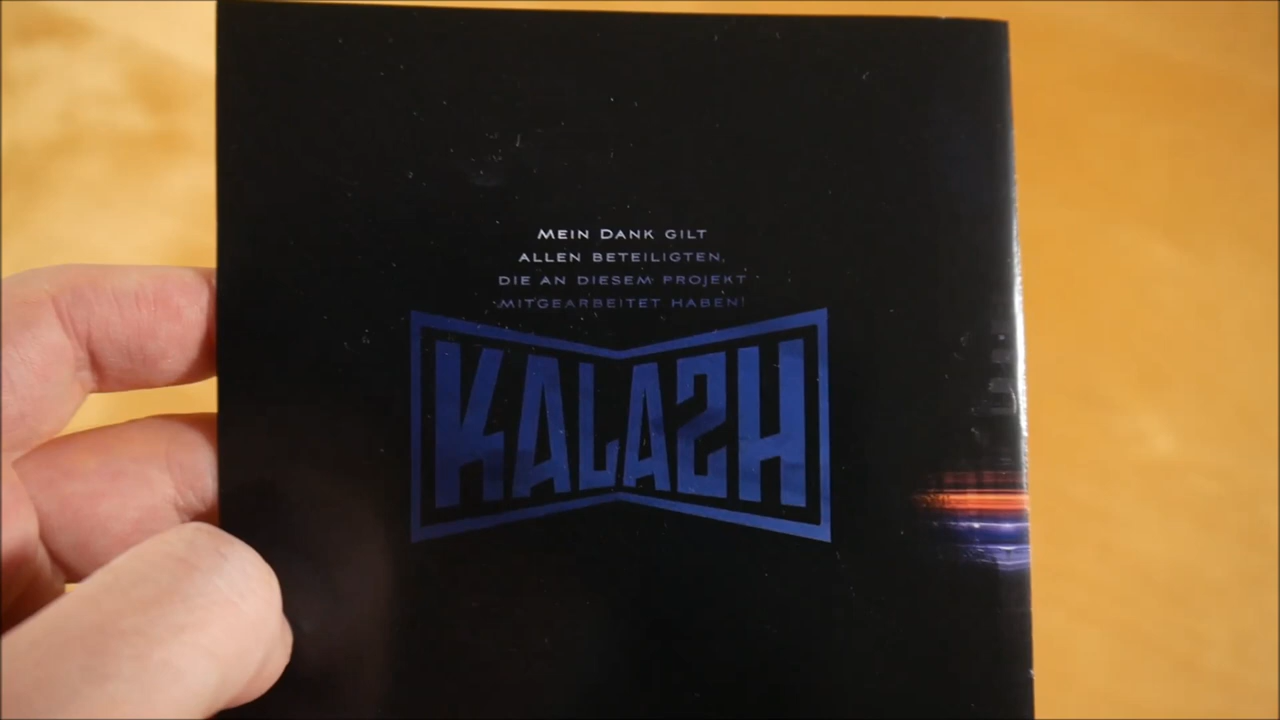 MEIN DANK GILT
ALLEN BETEILIGTEN,
DIE AN DIESEM PROJEKT
MITGEARBEITET HABEN!
KALASH